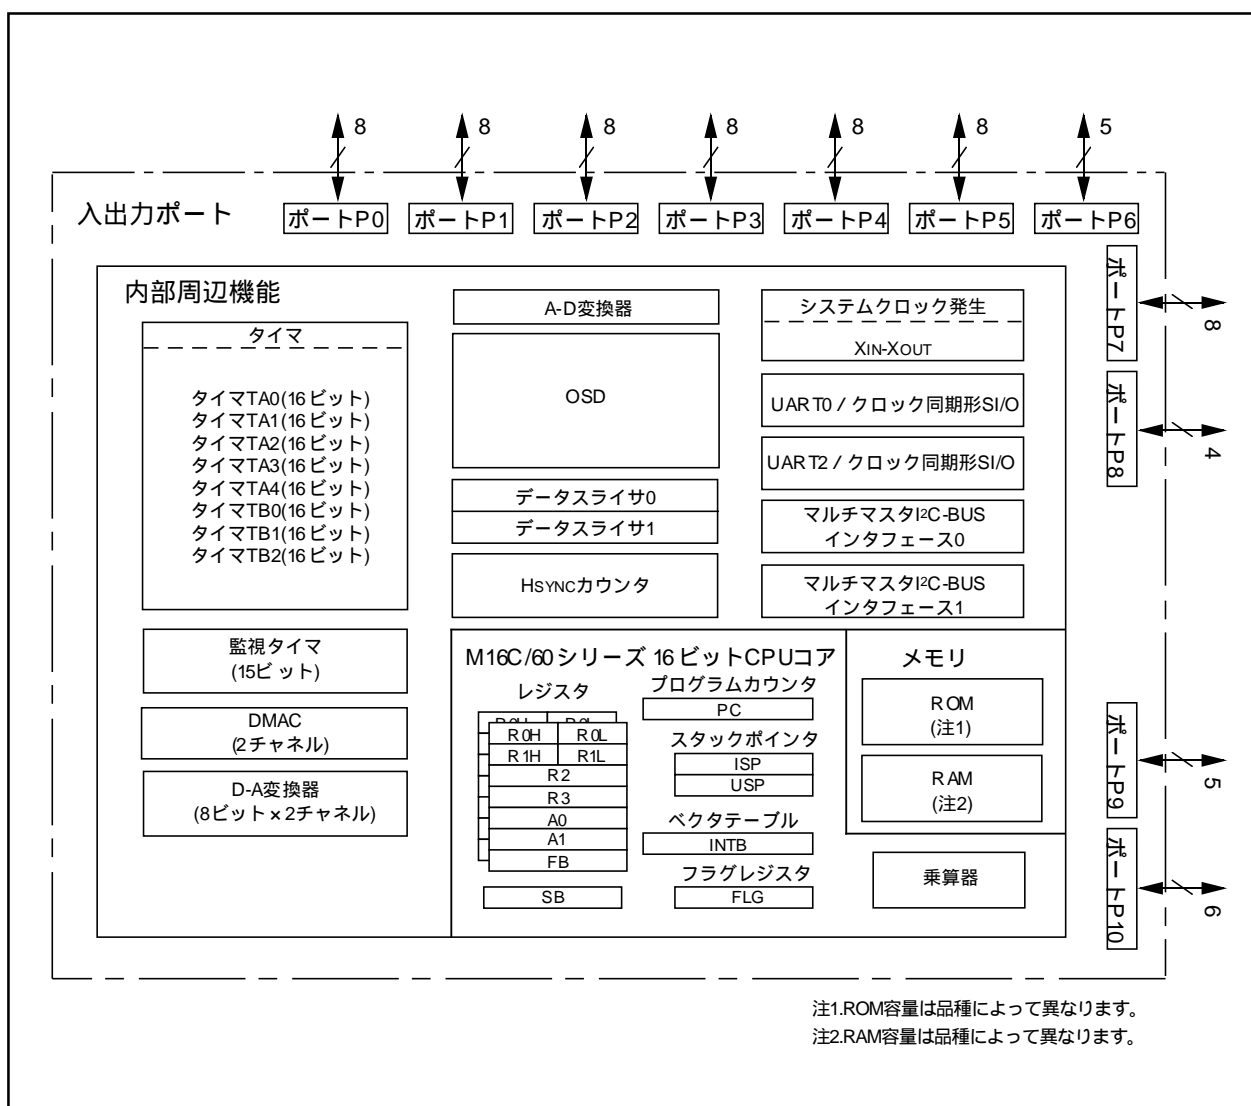 8
8
8
8
8
8
5
入出力ポート
ポートP0
ポートP1
ポートP2
ポートP3
ポートP4
ポートP5
ポートP6
ポートP7
8
ポートP8
4
ポートP9
5
ポートP10
6
内部周辺機能
タイマ
タイマTA0(16ビット)
タイマTA1(16ビット)
タイマTA2(16ビット)
タイマTA3(16ビット)
タイマTA4(16ビット)
タイマTB0(16ビット)
タイマTB1(16ビット)
タイマTB2(16ビット)
監視タイマ
(15ビット)
DMAC
(2チャネル)
D-A変換器
(8ビット×2チャネル)
A-D変換器
OSD
データスライサ0
データスライサ1
HSYNCカウンタ
システムクロック発生
XIN-XOUT
UART0 / クロック同期形SI/O
UART2 / クロック同期形SI/O
マルチマスタI²C-BUS
インタフェース0
マルチマスタI²C-BUS
インタフェース1
M16C/60シリーズ 16ビットCPUコア
レジスタ
R0H R0L
R0H R0L
R1H R1L
R2
R3
A0
A1
FB
SB
プログラムカウンタ
PC
スタックポインタ
ISP
USP
ベクタテーブル
INTB
フラグレジスタ
FLG
メモリ
ROM
(注1)
RAM
(注2)
乗算器
注1.ROM容量は品種によって異なります。
注2.RAM容量は品種によって異なります。